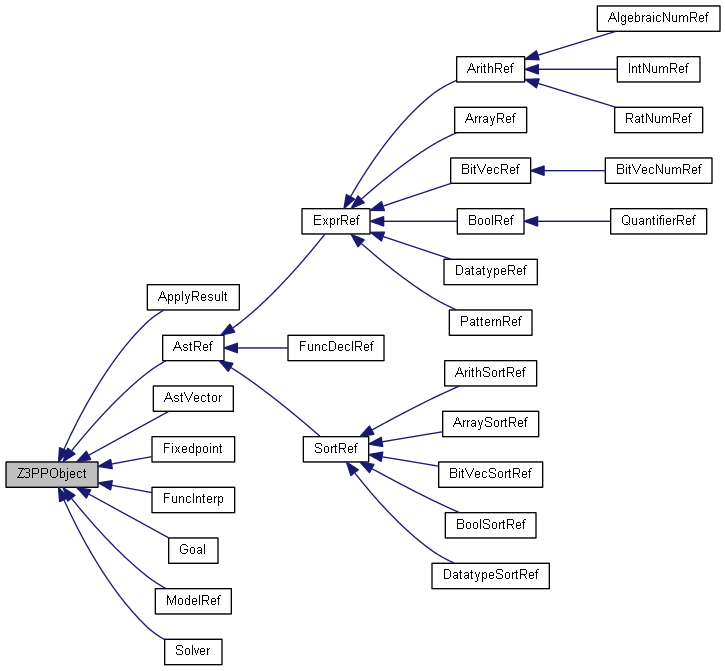 AlgebraicNumRef
ArithRef
IntNumRef
RatNumRef
ArrayRef
BitVecRef
BitVecNumRef
ExprRef
BoolRef
QuantifierRef
DatatypeRef
PatternRef
ApplyResult
AstRef
FuncDeclRef
AstVector
ArithSortRef
ArraySortRef
Fixedpoint
SortRef
Z3PPObject
BitVecSortRef
FuncInterp
BoolSortRef
Goal
DatatypeSortRef
ModelRef
Solver